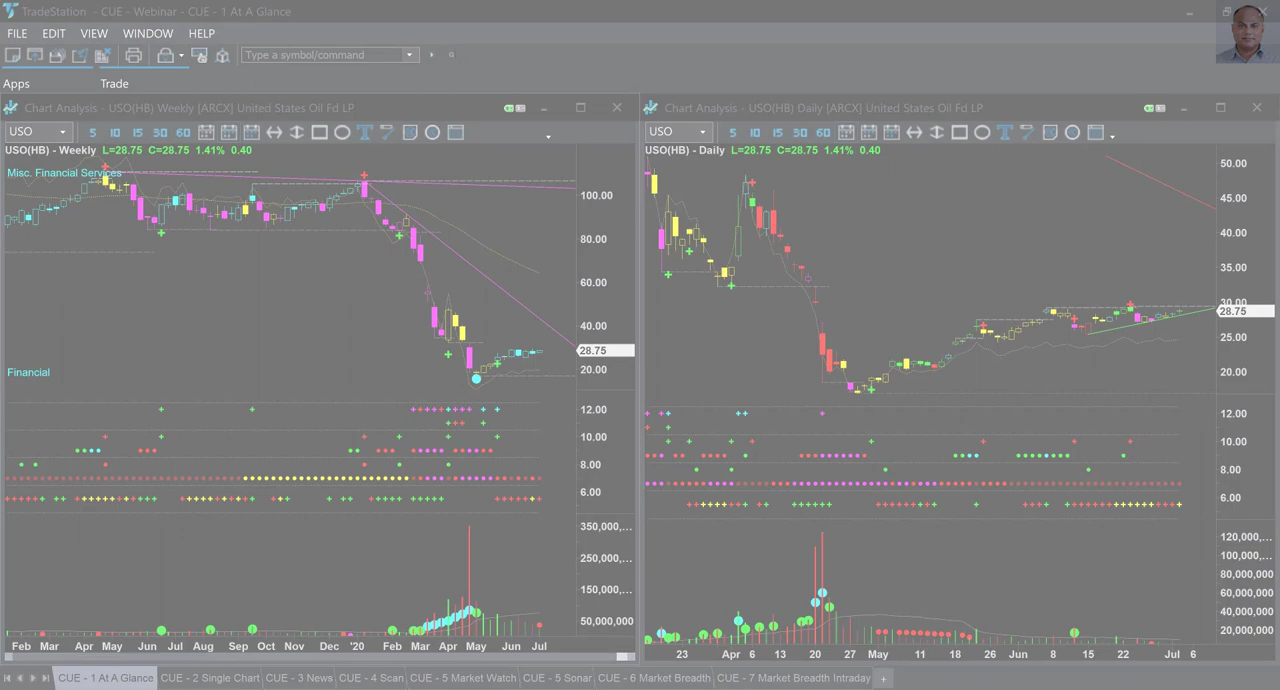 TradeStation - CUE - Webinar - CUE - 1 At A Glance
FILE EDIT VIEW WINDOW HELP
Type a symbol/command
Apps Trade
Chart Analysis - USO(HB) Weekly [ARCX] United States Oil Fd LP
USO 5 10 15 30 60
USO(HB) - Weekly L=28.75 C=28.75 1.41% 0.40
Misc. Financial Services
Financial
100.00
80.00
60.00
40.00
28.75
20.00
12.00
10.00
8.00
6.00
350,000,...
250,000,...
150,000,...
50,000,000
Feb Mar Apr May Jun Jul Aug Sep Oct Nov Dec '20 Feb Mar Apr May Jun Jul
Chart Analysis - USO(HB) Daily [ARCX] United States Oil Fd LP
USO 5 10 15 30 60
USO(HB) - Daily L=28.75 C=28.75 1.41% 0.40
50.00
45.00
40.00
35.00
30.00
28.75
25.00
20.00
12.00
10.00
8.00
6.00
120,000,...
100,000,...
80,000,000
60,000,000
40,000,000
20,000,000
23 Apr 6 13 20 27 May 11 18 26 Jun 8 15 22 Jul 6
CUE - 1 At A Glance CUE - 2 Single Chart CUE - 3 News CUE - 4 Scan CUE - 5 Market Watch CUE - 5 Sonar CUE - 6 Market Breadth CUE - 7 Market Breadth Intraday +